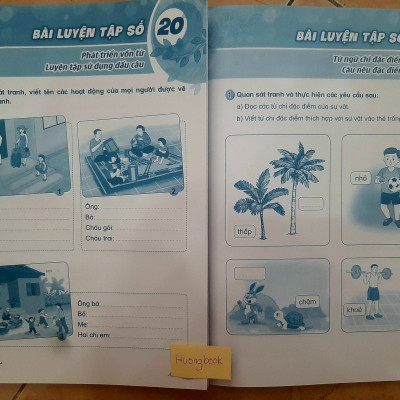 BÀI LUYỆN TẬP SỐ 20
Phát triển vốn từ
Luyện tập sử dụng dấu câu
sát tranh, viết tên các hoạt động của mọi người được vẽ
tranh.
1
2
Ông:
Bà:
Cháu gái:
Cháu trai:
3
Ông bà:
Bố:
Mẹ:
Hai chị em:
BÀI LUYỆN TẬP SỐ
Từ ngữ chỉ đặc điểm
Câu nêu đặc điểm
1 Quan sát tranh và thực hiện các yêu cầu sau:
a) Đọc các từ chỉ đặc điểm của sự vật.
b) Viết từ chỉ đặc điểm thích hợp với sự vật vào thẻ trống
thấp
nhỏ
chậm
khoẻ
Huongbook